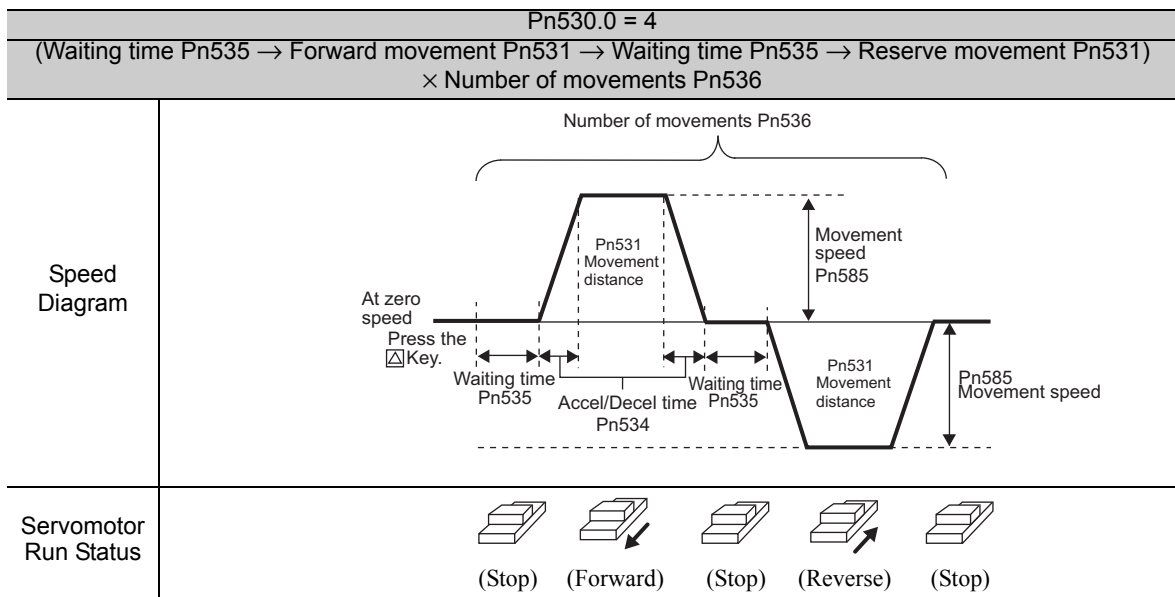 Pn530.0 = 4
(Waiting time Pn535 → Forward movement Pn531 → Waiting time Pn535 → Reserve movement Pn531)
× Number of movements Pn536
Speed
Diagram
Number of movements Pn536
Pn531
Movement
distance
Movement
speed
Pn585
At zero
speed
Press the
△ Key.
Waiting time
Pn535
Accel/Decel time
Pn534
Waiting time
Pn535
Pn531
Movement
distance
Pn585
Movement speed
Servomotor
Run Status
(Stop) (Forward) (Stop) (Reverse) (Stop)